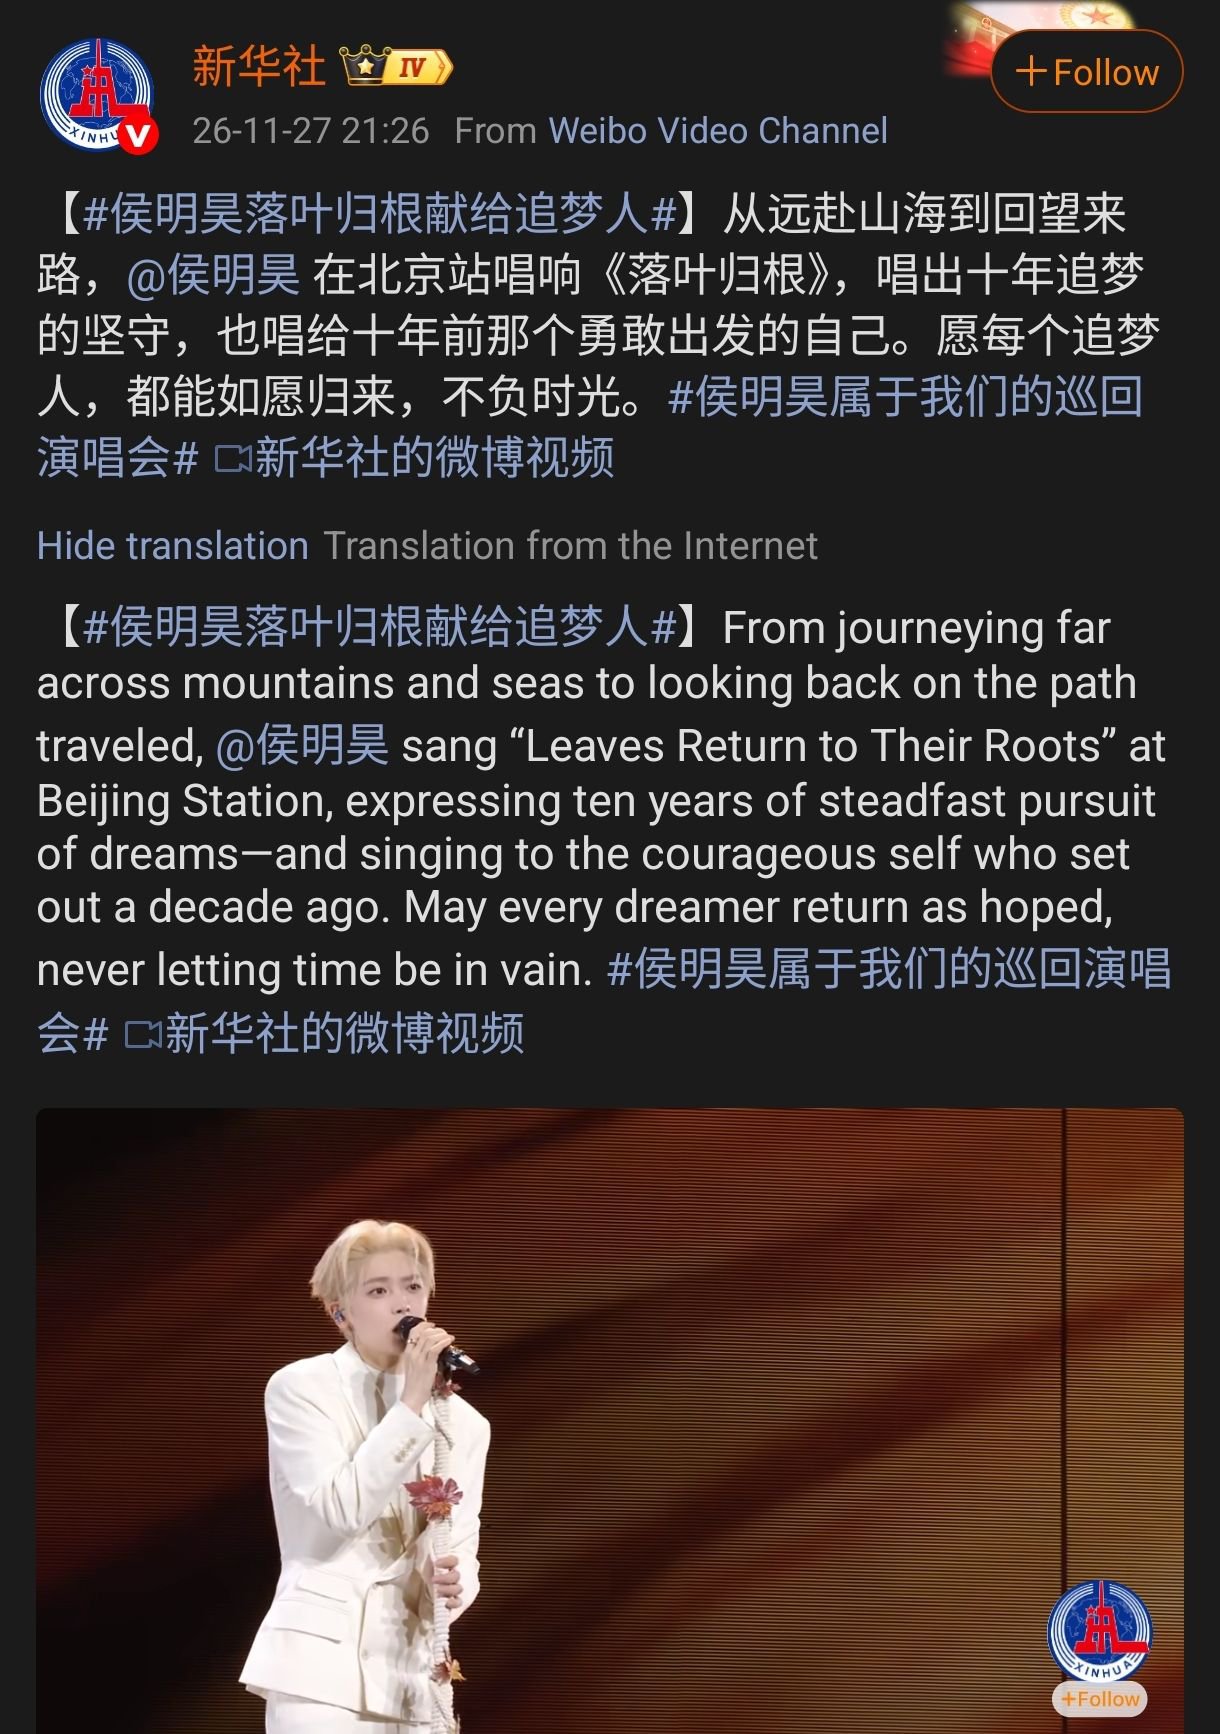 新华社 IV
+Follow
26-11-27 21:26 From Weibo Video Channel
【#侯明昊落叶归根献给追梦人#】从远赴山海到回望来
路，@侯明昊 在北京站唱响《落叶归根》，唱出十年追梦
的坚守，也唱给十年前那个勇敢出发的自己。愿每个追梦
人，都能如愿归来，不负时光。#侯明昊属于我们的巡回
演唱会# 新华社的微博视频
Hide translation Translation from the Internet
【#侯明昊落叶归根献给追梦人#】From journeying far
across mountains and seas to looking back on the path
traveled, @侯明昊 sang “Leaves Return to Their Roots” at
Beijing Station, expressing ten years of steadfast pursuit
of dreams—and singing to the courageous self who set
out a decade ago. May every dreamer return as hoped,
never letting time be in vain. #侯明昊属于我们的巡回演唱
会# 新华社的微博视频
XINHUA
+Follow